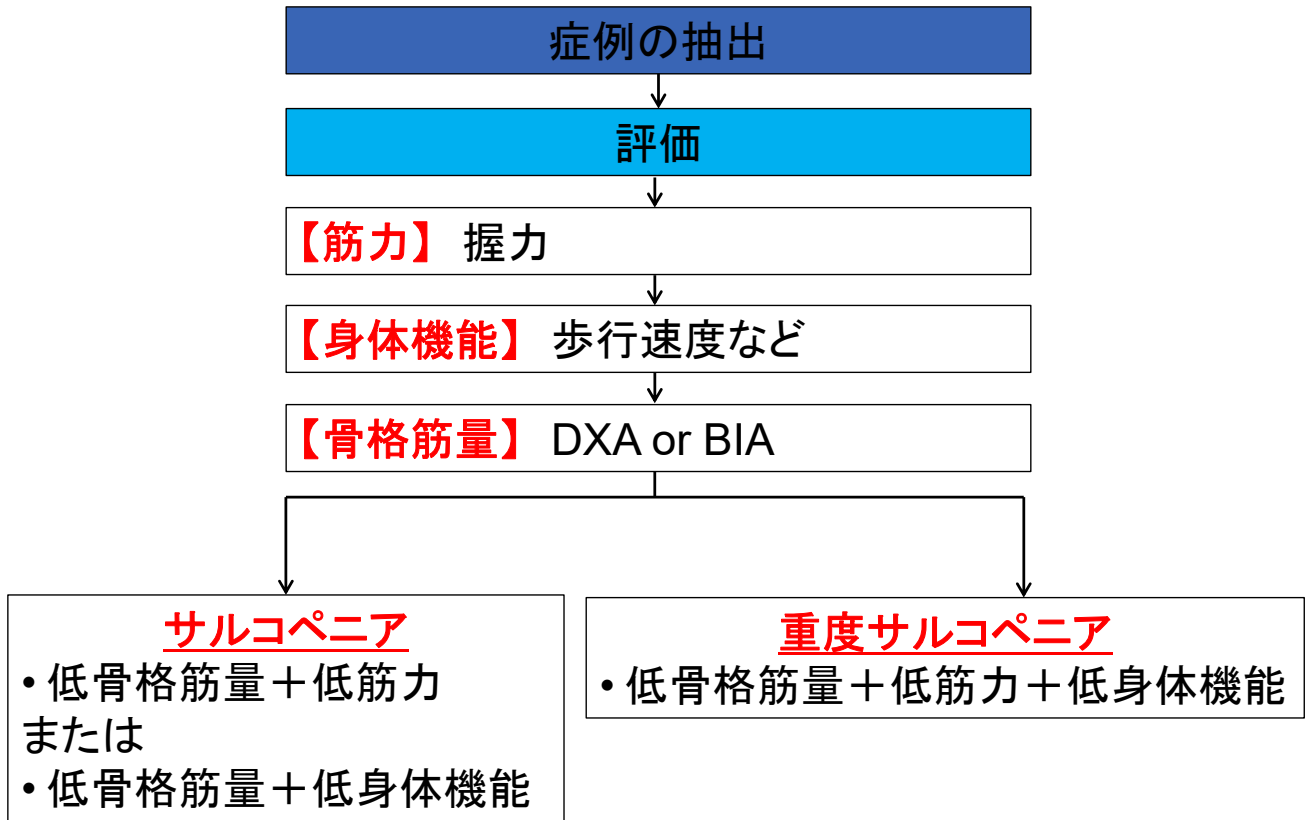 症例の抽出
評価
【筋力】 握力
【身体機能】 歩行速度など
【骨格筋量】 DXA or BIA
サルコペニア
• 低骨格筋量＋低筋力
または
• 低骨格筋量＋低身体機能
重度サルコペニア
• 低骨格筋量＋低筋力＋低身体機能